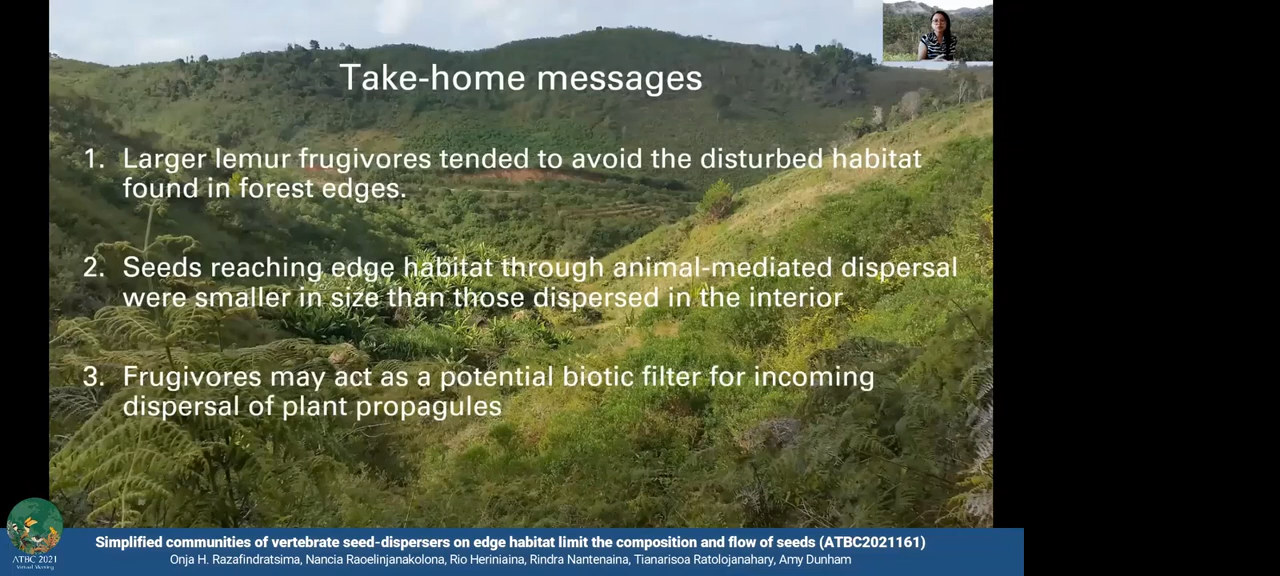 Take-home messages
1. Larger lemur frugivores tended to avoid the disturbed habitat
found in forest edges.
2. Seeds reaching edge habitat through animal-mediated dispersal
were smaller in size than those dispersed in the interior
3. Frugivores may act as a potential biotic filter for incoming
dispersal of plant propagules
ATBC 2021
Virtual Meeting
Simplified communities of vertebrate seed-dispersers on edge habitat limit the composition and flow of seeds (ATBC2021161)
Onja H. Razafindratsima, Nancia Raoelinjanakolona, Rio Heriniaina, Rindra Nantenaina, Tianarisoa Ratolojanahary, Amy Dunham